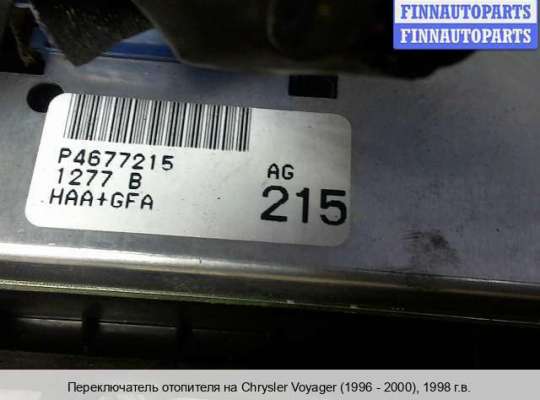 FINNAUTOPARTS
FINNAUTOPARTS
P4677215
1277 B
HAA+GFA
AG
215
Переключатель отопителя на Chrysler Voyager (1996 - 2000), 1998 г.в.